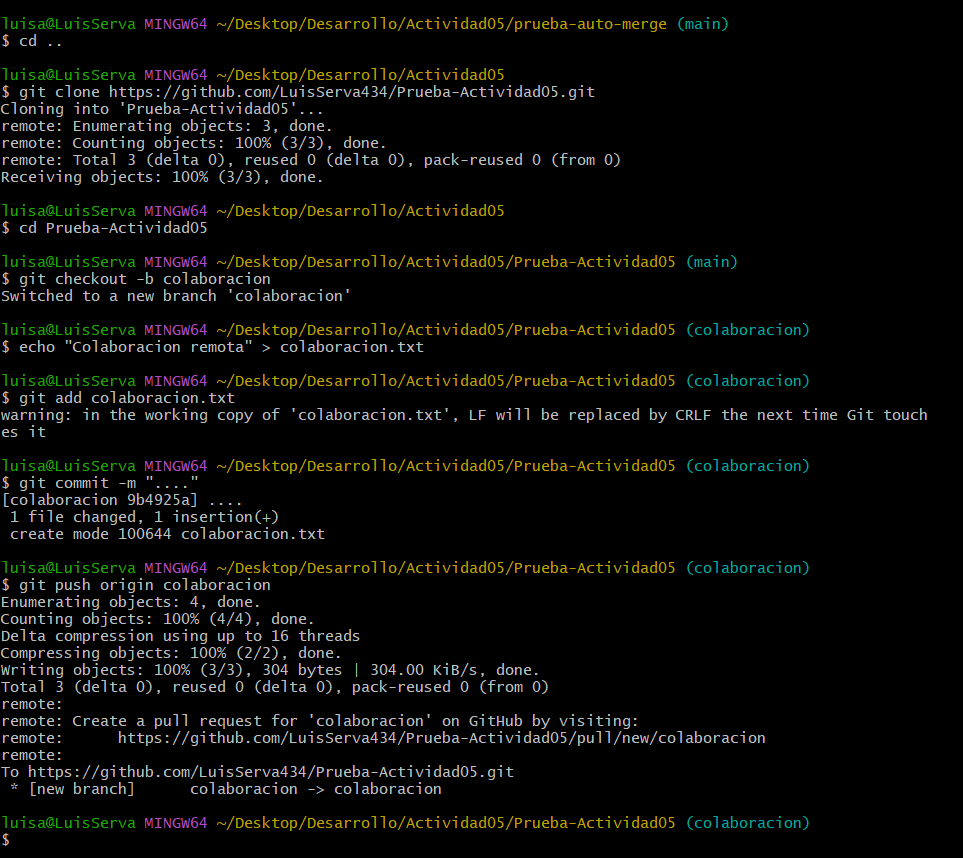 luisa@LuisServa MINGW64 ~/Desktop/Desarrollo/Actividad05/prueba-auto-merge (main)
$ cd ..
luisa@LuisServa MINGW64 ~/Desktop/Desarrollo/Actividad05
$ git clone https://github.com/LuisServa434/Prueba-Actividad05.git
Cloning into 'Prueba-Actividad05'...
remote: Enumerating objects: 3, done.
remote: Counting objects: 100% (3/3), done.
remote: Total 3 (delta 0), reused 0 (delta 0), pack-reused 0 (from 0)
Receiving objects: 100% (3/3), done.
luisa@LuisServa MINGW64 ~/Desktop/Desarrollo/Actividad05
$ cd Prueba-Actividad05
luisa@LuisServa MINGW64 ~/Desktop/Desarrollo/Actividad05/Prueba-Actividad05 (main)
$ git checkout -b colaboracion
Switched to a new branch 'colaboracion'
luisa@LuisServa MINGW64 ~/Desktop/Desarrollo/Actividad05/Prueba-Actividad05 (colaboracion)
$ echo "Colaboracion remota" > colaboracion.txt
luisa@LuisServa MINGW64 ~/Desktop/Desarrollo/Actividad05/Prueba-Actividad05 (colaboracion)
$ git add colaboracion.txt
warning: in the working copy of 'colaboracion.txt', LF will be replaced by CRLF the next time Git touch
es it
luisa@LuisServa MINGW64 ~/Desktop/Desarrollo/Actividad05/Prueba-Actividad05 (colaboracion)
$ git commit -m "...."
[colaboracion 9b4925a] ....
 1 file changed, 1 insertion(+)
 create mode 100644 colaboracion.txt
luisa@LuisServa MINGW64 ~/Desktop/Desarrollo/Actividad05/Prueba-Actividad05 (colaboracion)
$ git push origin colaboracion
Enumerating objects: 4, done.
Counting objects: 100% (4/4), done.
Delta compression using up to 16 threads
Compressing objects: 100% (2/2), done.
Writing objects: 100% (3/3), 304 bytes | 304.00 KiB/s, done.
Total 3 (delta 0), reused 0 (delta 0), pack-reused 0 (from 0)
remote:
remote: Create a pull request for 'colaboracion' on GitHub by visiting:
remote:      https://github.com/LuisServa434/Prueba-Actividad05/pull/new/colaboracion
remote:
To https://github.com/LuisServa434/Prueba-Actividad05.git
 * [new branch]      colaboracion -> colaboracion
luisa@LuisServa MINGW64 ~/Desktop/Desarrollo/Actividad05/Prueba-Actividad05 (colaboracion)
$